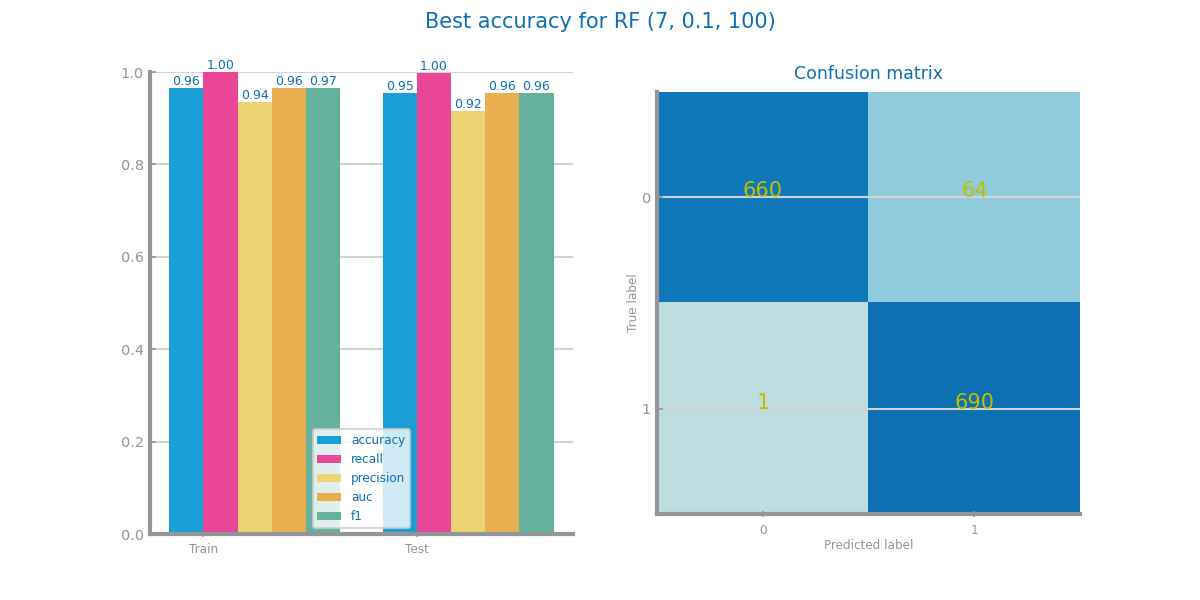 Best accuracy for RF (7, 0.1, 100)
1.0
0.8
0.6
0.4
0.2
0.0
0.96
1.00
0.94
0.96
0.97
0.95
1.00
0.92
0.96
0.96
accuracy
recall
precision
auc
f1
Train
Test
Confusion matrix
True label
0
1
660
64
1
690
0
1
Predicted label